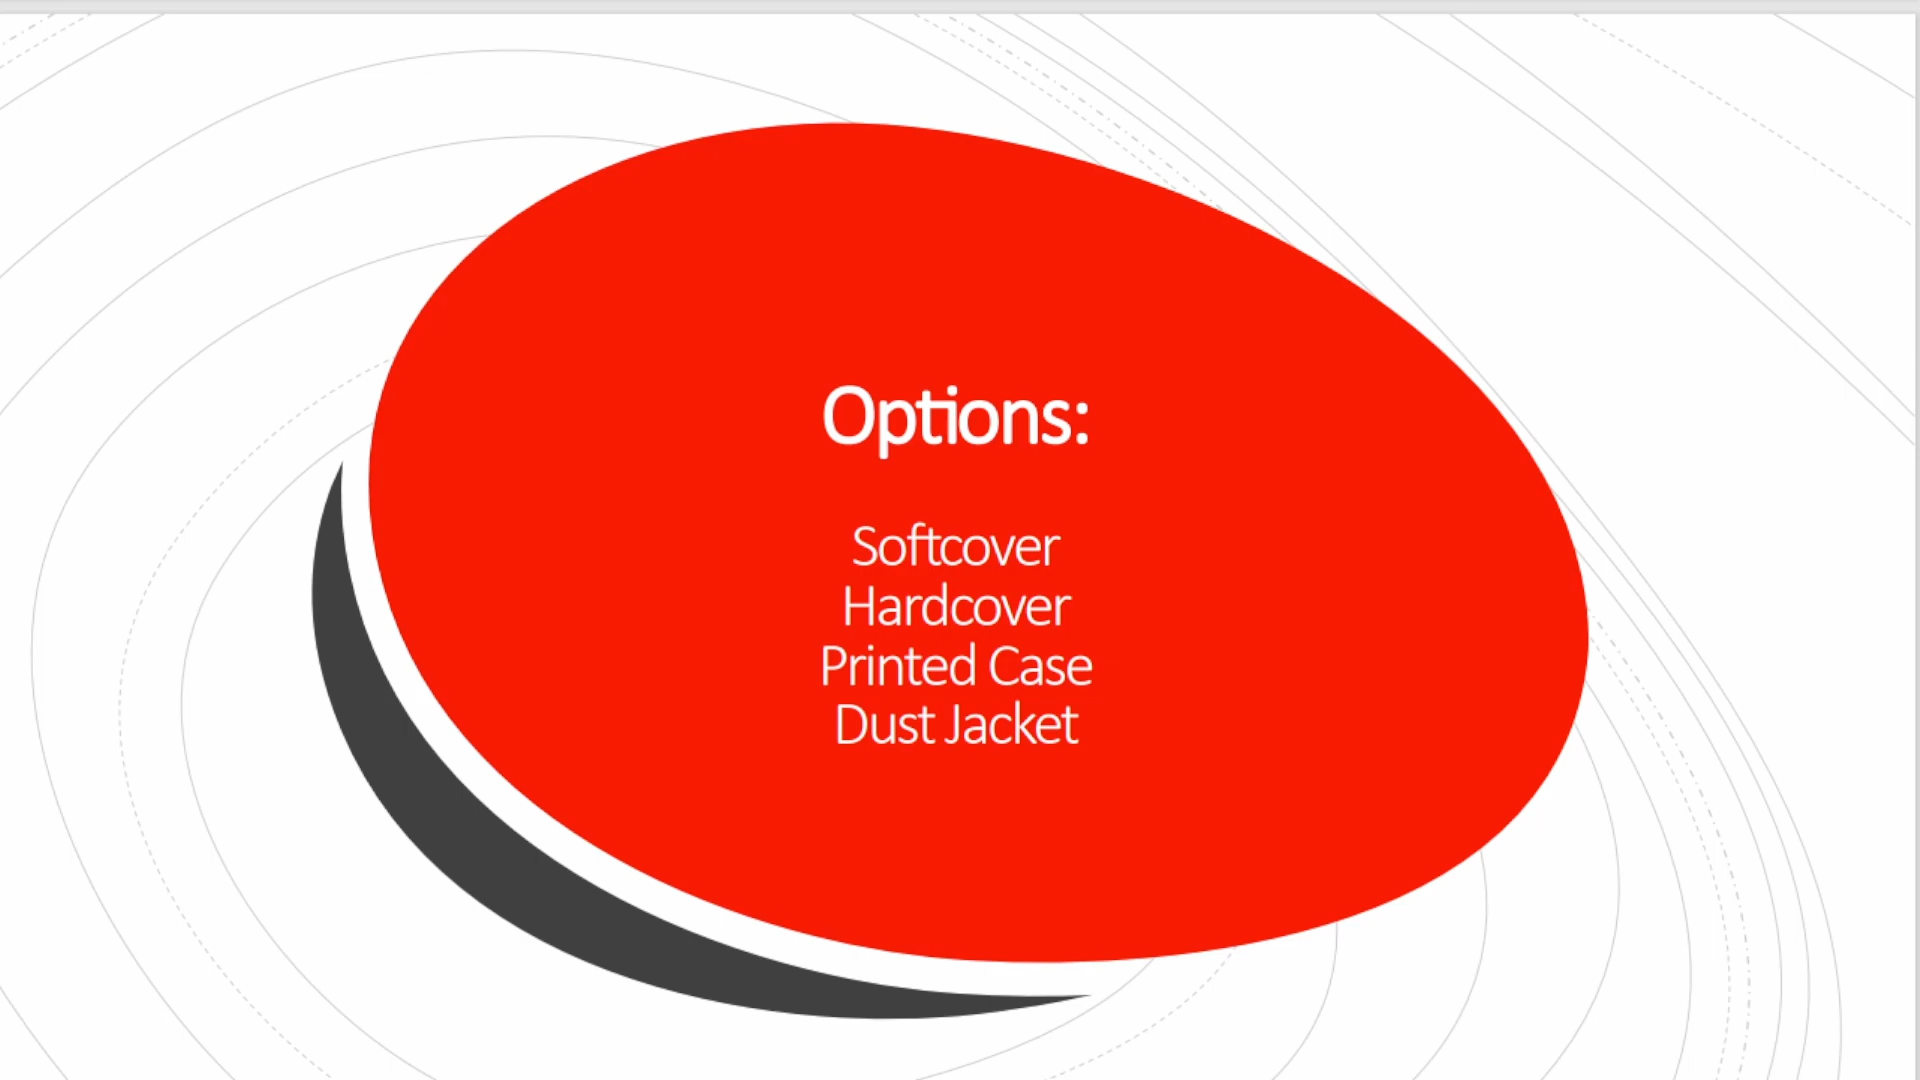 Options:
Softcover
Hardcover
Printed Case
Dust Jacket